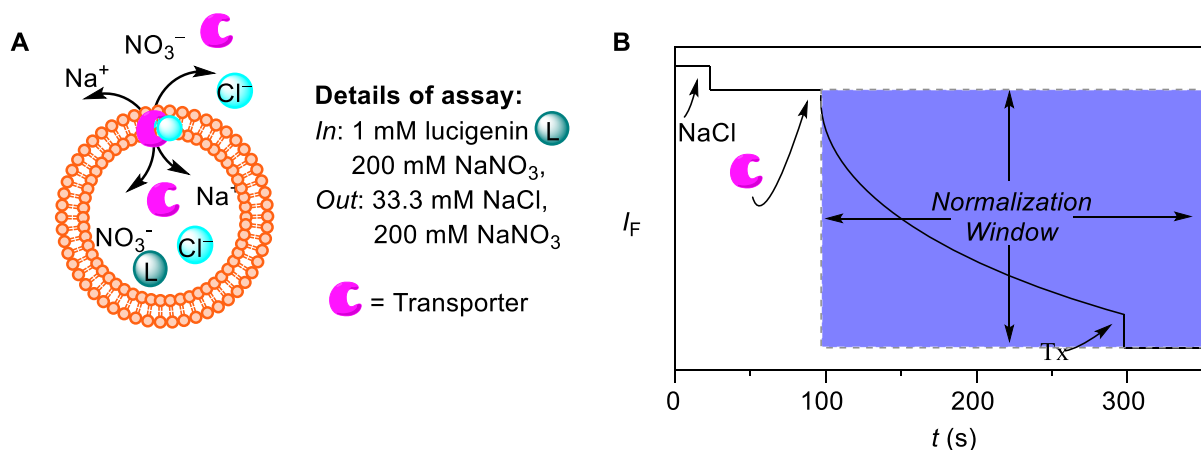 A
NO₃⁻
Na⁺
Cl⁻
Na⁺
NO₃⁻
Cl⁻
L
Details of assay:
In: 1 mM lucigenin L
200 mM NaNO₃,
Out: 33.3 mM NaCl,
200 mM NaNO₃
= Transporter
B
NaCl
Normalization
Window
Tx
I_F
0
100
200
300
t (s)